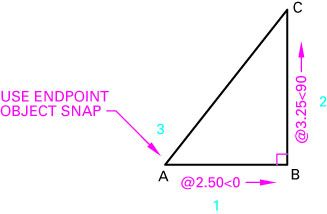 C
USE ENDPOINT
OBJECT SNAP
@3.25<90
2
3
A
B
@2.50<0
1